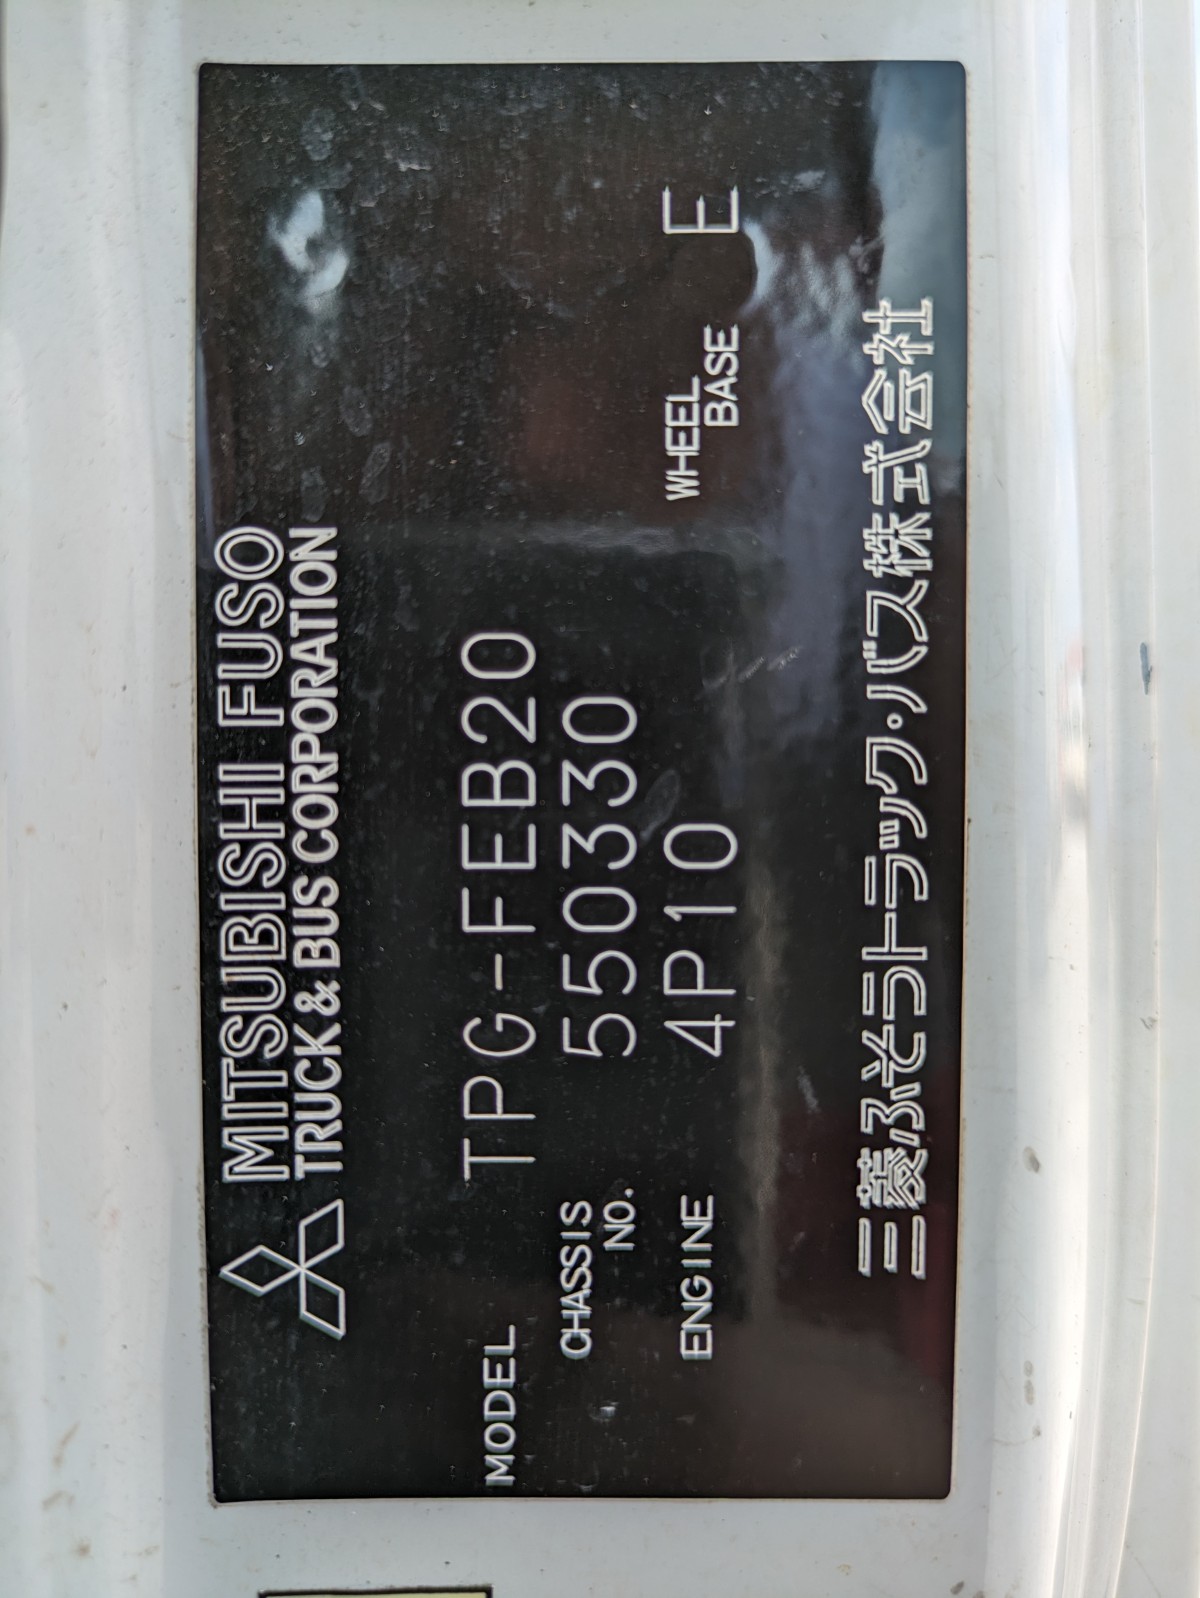 MITSUBISHI FUSO
TRUCK & BUS CORPORATION
MODEL TPG-FEB20
CHASSIS NO. 550330
ENGINE 4P10 WHEEL BASE E
三菱ふそうトラック・バス株式会社